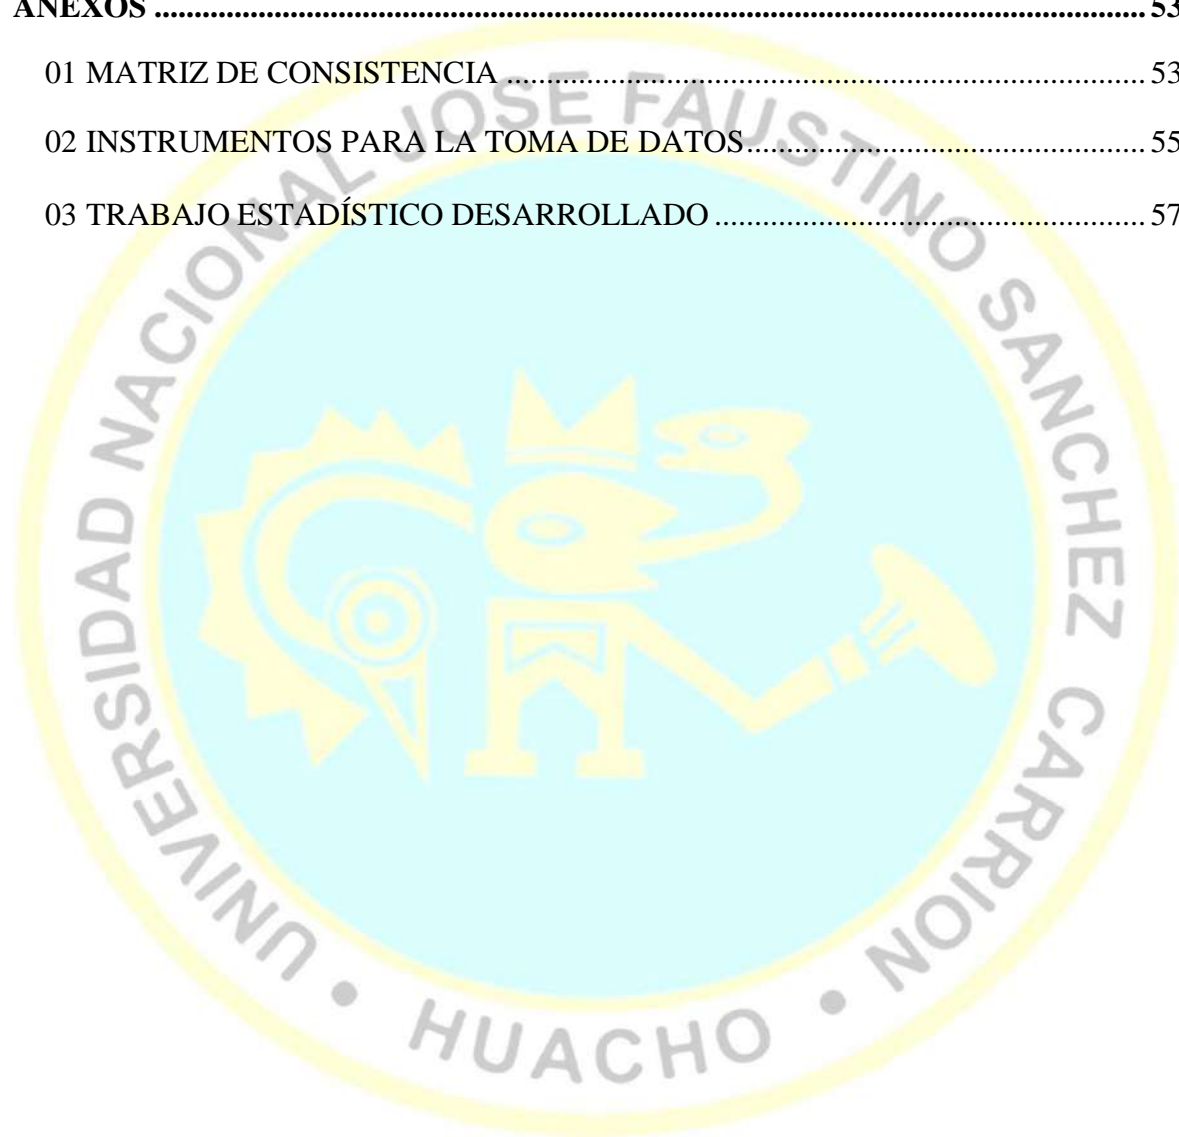 ANEXOS ........................................................................................................................ 53
01 MATRIZ DE CONSISTENCIA .............................................................................. 53
02 INSTRUMENTOS PARA LA TOMA DE DATOS................................................. 55
03 TRABAJO ESTADÍSTICO DESARROLLADO ..................................................... 57
UNIVERSIDAD NACIONAL JOSE FAUSTINO SANCHEZ CARRION • HUACHO •